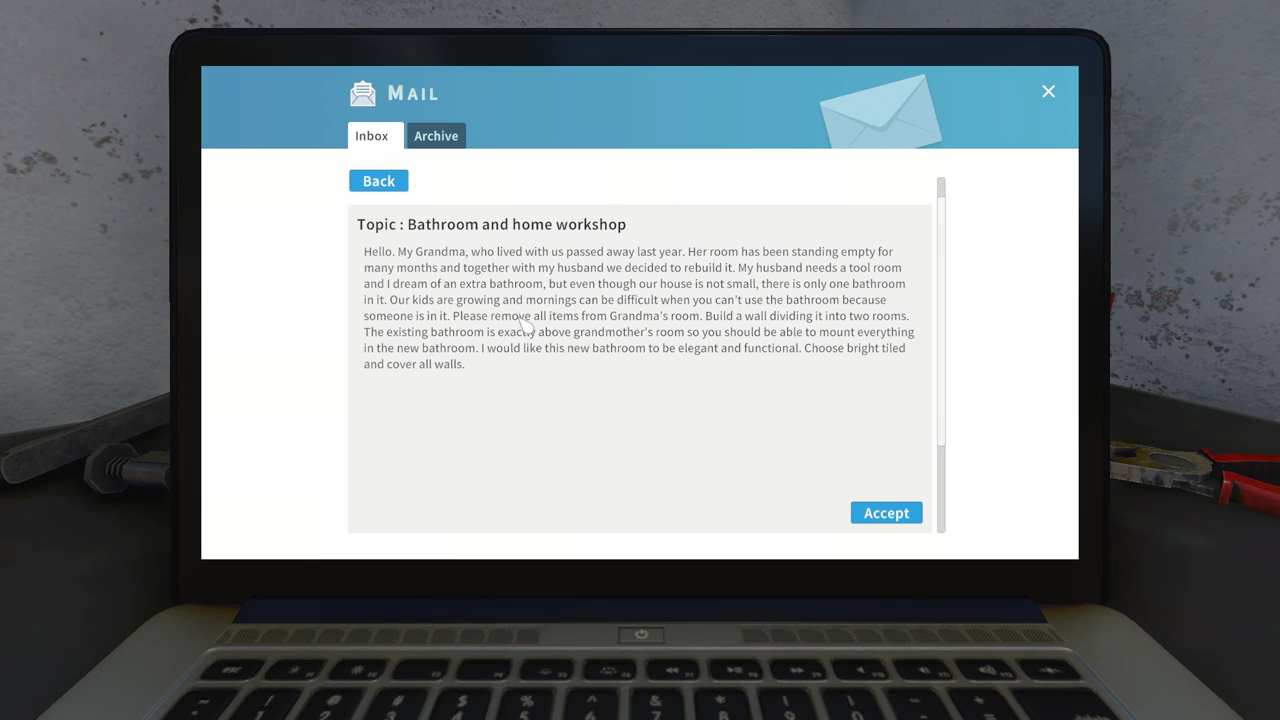 MAIL
Inbox
Archive
Back
Topic : Bathroom and home workshop
Hello. My Grandma, who lived with us passed away last year. Her room has been standing empty for
many months and together with my husband we decided to rebuild it. My husband needs a tool room
and I dream of an extra bathroom, but even though our house is not small, there is only one bathroom
in it. Our kids are growing and mornings can be difficult when you can't use the bathroom because
someone is in it. Please remove all items from Grandma's room. Build a wall dividing it into two rooms.
The existing bathroom is exactly above grandmother's room so you should be able to mount everything
in the new bathroom. I would like this new bathroom to be elegant and functional. Choose bright tiled
and cover all walls.
Accept